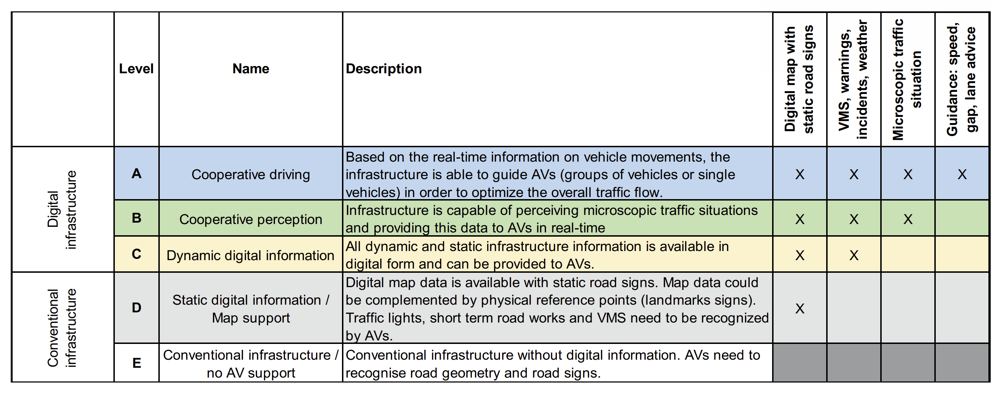 Level
Name
Description
Digital map with
static road signs
VMS, warnings,
incidents, weather
Microscopic traffic
situation
Guidance: speed,
gap, lane advice
Digital
infrastructure
A
Cooperative driving
Based on the real-time information on vehicle movements, the
infrastructure is able to guide AVs (groups of vehicles or single
vehicles) in order to optimize the overall traffic flow.
X
X
X
X
B
Cooperative perception
Infrastructure is capable of perceiving microscopic traffic situations
and providing this data to AVs in real-time
X
X
X
C
Dynamic digital information
All dynamic and static infrastructure information is available in
digital form and can be provided to AVs.
X
X
Conventional
infrastructure
D
Static digital information /
Map support
Digital map data is available with static road signs. Map data could
be complemented by physical reference points (landmarks signs).
Traffic lights, short term road works and VMS need to be recognized
by AVs.
X
E
Conventional infrastructure /
no AV support
Conventional infrastructure without digital information. AVs need to
recognise road geometry and road signs.